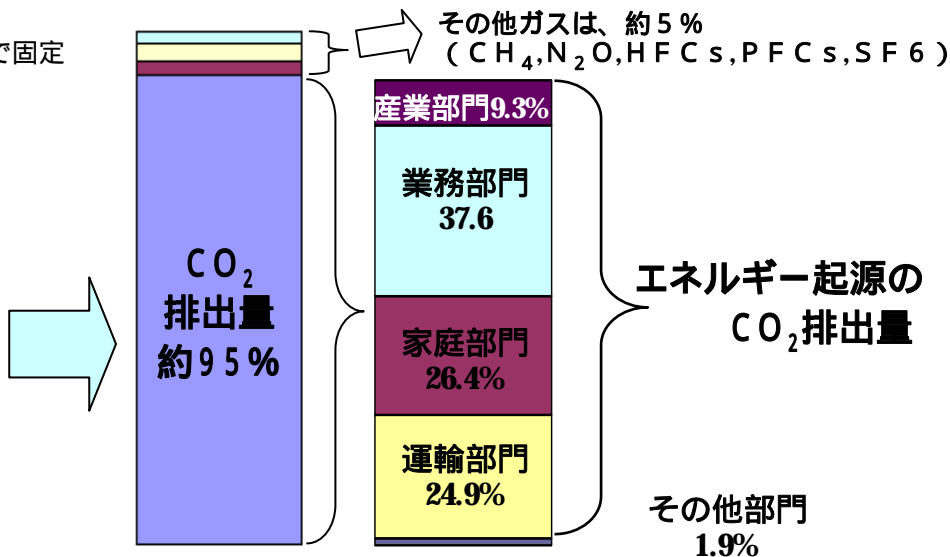 で固定
その他ガスは、約5%
(CH4,N2O,HFCs,PFCs,SF6)
産業部門9.3%
業務部門
37.6
家庭部門
26.4%
運輸部門
24.9%
CO2
排出量
約95%
エネルギー起源の
CO2排出量
その他部門
1.9%